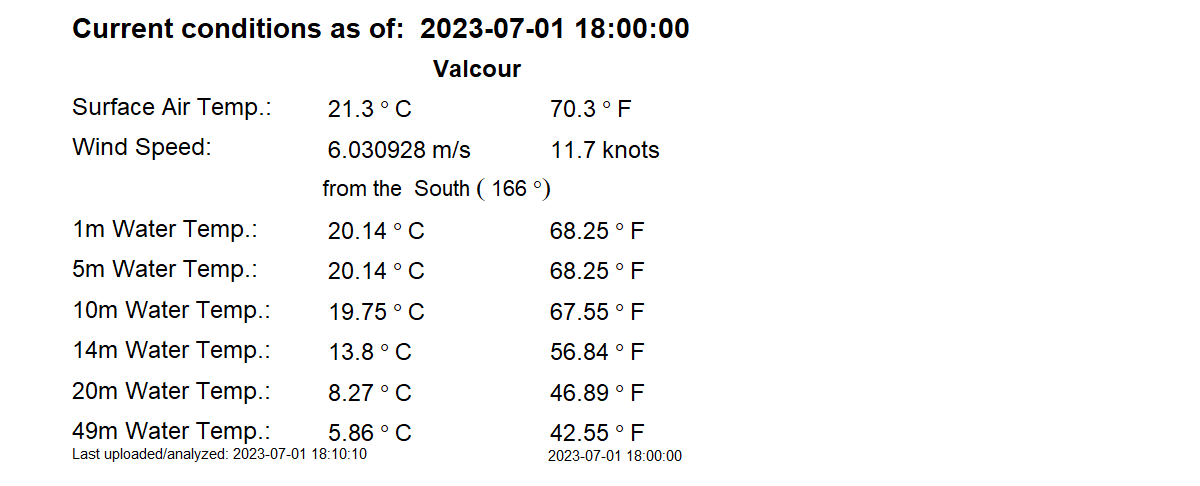 Current conditions as of: 2023-07-01 18:00:00
Valcour
Surface Air Temp.: 21.3 ° C 70.3 ° F
Wind Speed: 6.030928 m/s 11.7 knots
from the South ( 166 °)
1m Water Temp.: 20.14 ° C 68.25 ° F
5m Water Temp.: 20.14 ° C 68.25 ° F
10m Water Temp.: 19.75 ° C 67.55 ° F
14m Water Temp.: 13.8 ° C 56.84 ° F
20m Water Temp.: 8.27 ° C 46.89 ° F
49m Water Temp.: 5.86 ° C 42.55 ° F
Last uploaded/analyzed: 2023-07-01 18:10:10 2023-07-01 18:00:00